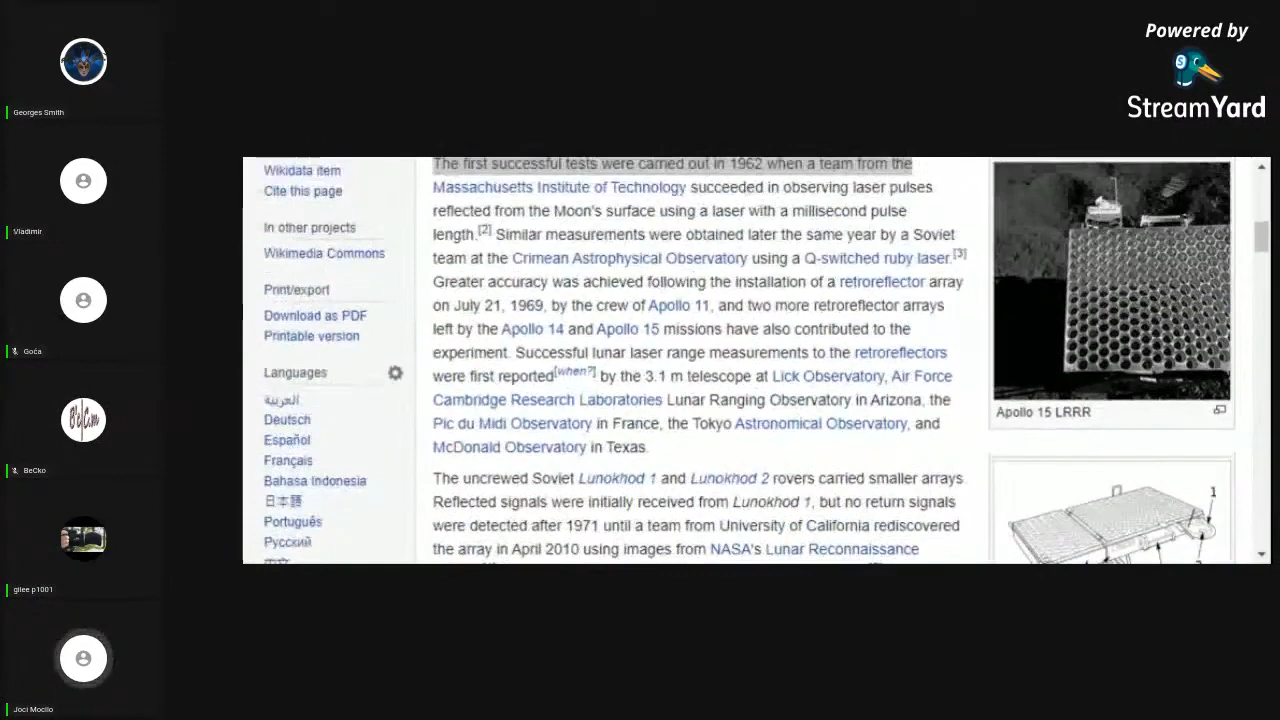 Powered by
StreamYard
Georges Smith
Vladimir
Goća
BeCko
gilee p1001
Joci Mocilo
Wikidata item
Cite this page
In other projects
Wikimedia Commons
Print/export
Download as PDF
Printable version
Languages
العربية
Deutsch
Español
Français
Bahasa Indonesia
日本語
Português
Русский
The first successful tests were carried out in 1962 when a team from the
Massachusetts Institute of Technology succeeded in observing laser pulses
reflected from the Moon's surface using a laser with a millisecond pulse
length.[2] Similar measurements were obtained later the same year by a Soviet
team at the Crimean Astrophysical Observatory using a Q-switched ruby laser.[3]
Greater accuracy was achieved following the installation of a retroreflector array
on July 21, 1969, by the crew of Apollo 11, and two more retroreflector arrays
left by the Apollo 14 and Apollo 15 missions have also contributed to the
experiment. Successful lunar laser range measurements to the retroreflectors
were first reported[when?] by the 3.1 m telescope at Lick Observatory, Air Force
Cambridge Research Laboratories Lunar Ranging Observatory in Arizona, the
Pic du Midi Observatory in France, the Tokyo Astronomical Observatory, and
McDonald Observatory in Texas.
The uncrewed Soviet Lunokhod 1 and Lunokhod 2 rovers carried smaller arrays
Reflected signals were initially received from Lunokhod 1, but no return signals
were detected after 1971 until a team from University of California rediscovered
the array in April 2010 using images from NASA's Lunar Reconnaissance
Apollo 15 LRRR
1